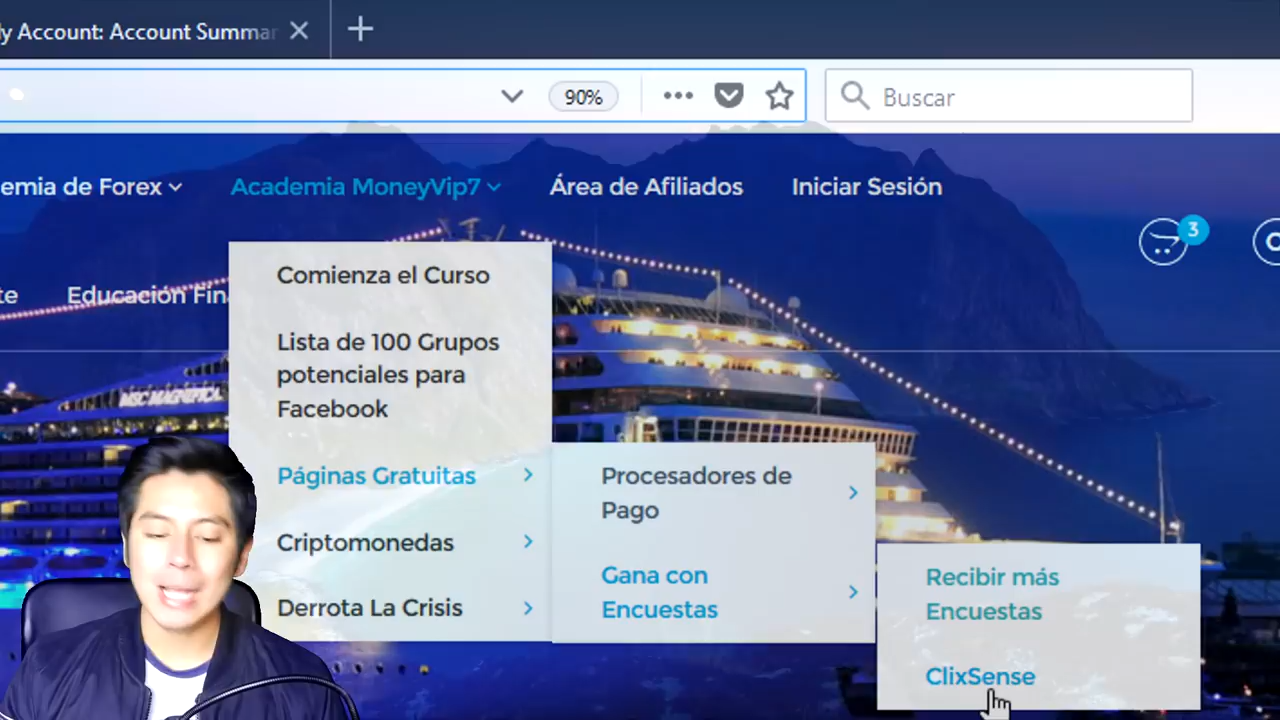 y Account: Account Summar
90%
Buscar
emia de Forex
Academia MoneyVip7
Área de Afiliados
Iniciar Sesión
3
te
Educación Fin
Comienza el Curso
Lista de 100 Grupos
potenciales para
Facebook
Páginas Gratuitas
Criptomonedas
Derrota La Crisis
Procesadores de
Pago
Gana con
Encuestas
Recibir más
Encuestas
ClixSense
MSC MAGNIFICA